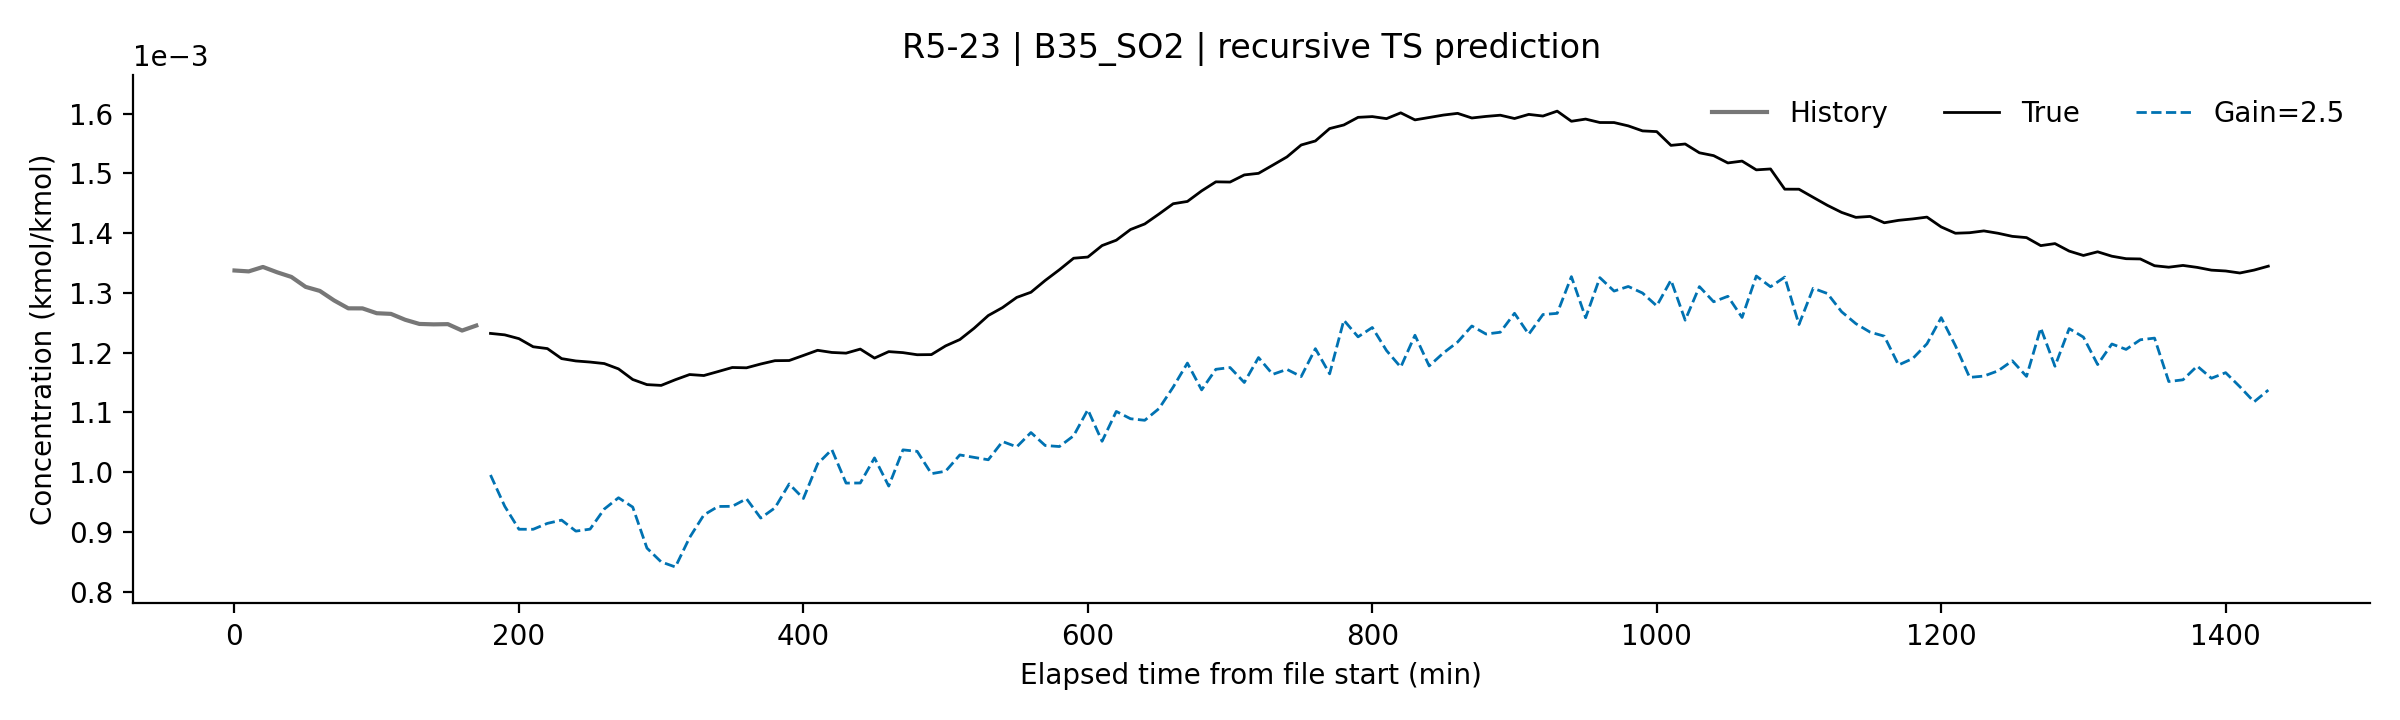 R5-23 | B35_SO2 | recursive TS prediction
1e−3
History True Gain=2.5
Concentration (kmol/kmol)
1.6
1.5
1.4
1.3
1.2
1.1
1.0
0.9
0.8
0 200 400 600 800 1000 1200 1400
Elapsed time from file start (min)